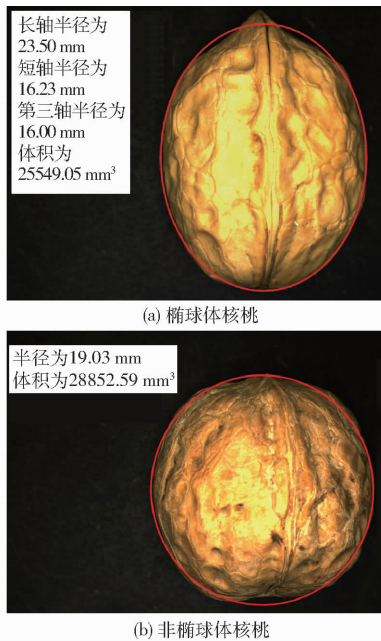 长轴半径为
23.50 mm
短轴半径为
16.23 mm
第三轴半径为
16.00 mm
体积为
25549.05 mm³
(a) 椭球体核桃
半径为19.03 mm
体积为28852.59 mm³
(b) 非椭球体核桃